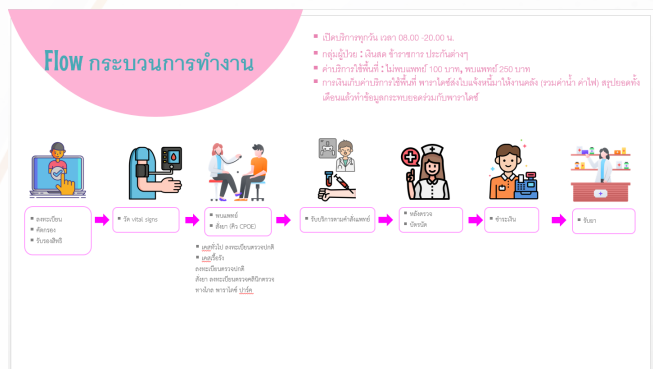 Flow กระบวนการทำงาน
เปิดบริการทุกวัน เวลา 08.00 -20.00 น.
กลุ่มผู้ป่วย : เงินสด ข้าราชการ ประกันต่างๆ
ค่าบริการใช้พื้นที่ : ไม่พบแพทย์ 100 บาท, พบแพทย์ 250 บาท
การเงินเก็บค่าบริการใช้พื้นที่ พาราไดซ์ส่งใบแจ้งหนี้มาให้งานคลัง (รวมค่าน้ำ ค่าไฟ) สรุปยอดทั้ง
เดือนแล้วทำข้อมูลกระทบยอดร่วมกับพาราไดซ์
ลงทะเบียน
คัดกรอง
รับรองสิทธิ
วัด vital signs
พบแพทย์
สั่งยา (คิว CPOE)
รับบริการตามคำสั่งแพทย์
หลังตรวจ
บัตรนัด
ชำระเงิน
รับยา
เคสทั่วไป ลงทะเบียนตรวจปกติ
เคสเรื้อรัง
ลงทะเบียนตรวจปกติ
สั่งยา ลงทะเบียนตรวจคลินิกตรวจ
ทางไกล พาราไดซ์ ปาร์ค